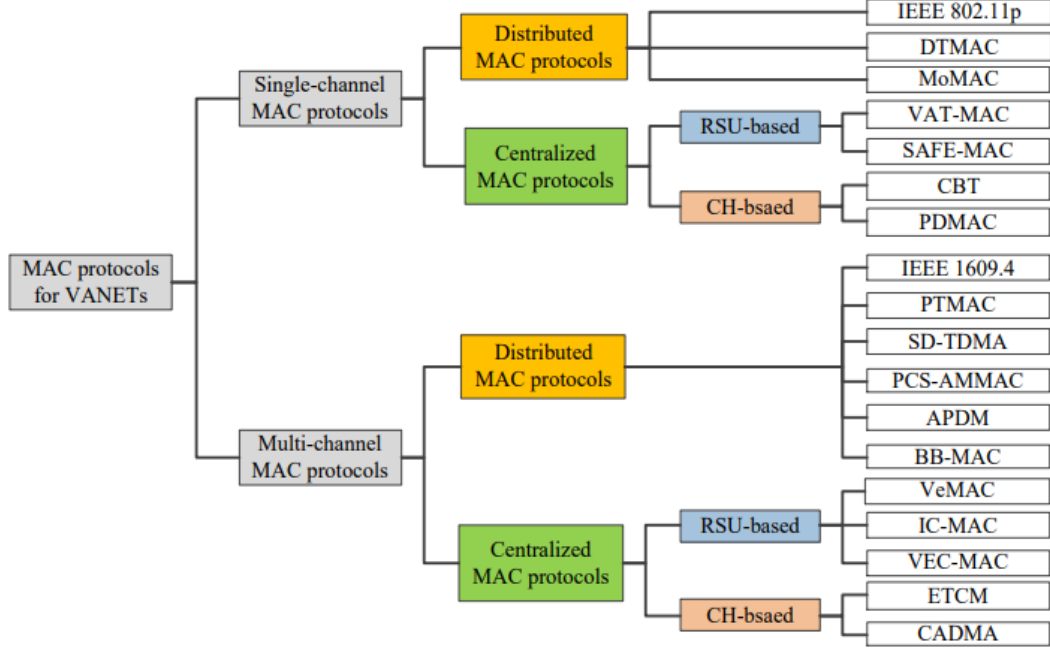 MAC protocols
for VANETs
Single-channel
MAC protocols
Distributed
MAC protocols
IEEE 802.11p
DTMAC
MoMAC
Centralized
MAC protocols
RSU-based
VAT-MAC
SAFE-MAC
CH-bsaed
CBT
PDMAC
Multi-channel
MAC protocols
Distributed
MAC protocols
IEEE 1609.4
PTMAC
SD-TDMA
PCS-AMMAC
APDM
BB-MAC
Centralized
MAC protocols
RSU-based
VeMAC
IC-MAC
VEC-MAC
CH-bsaed
ETCM
CADMA